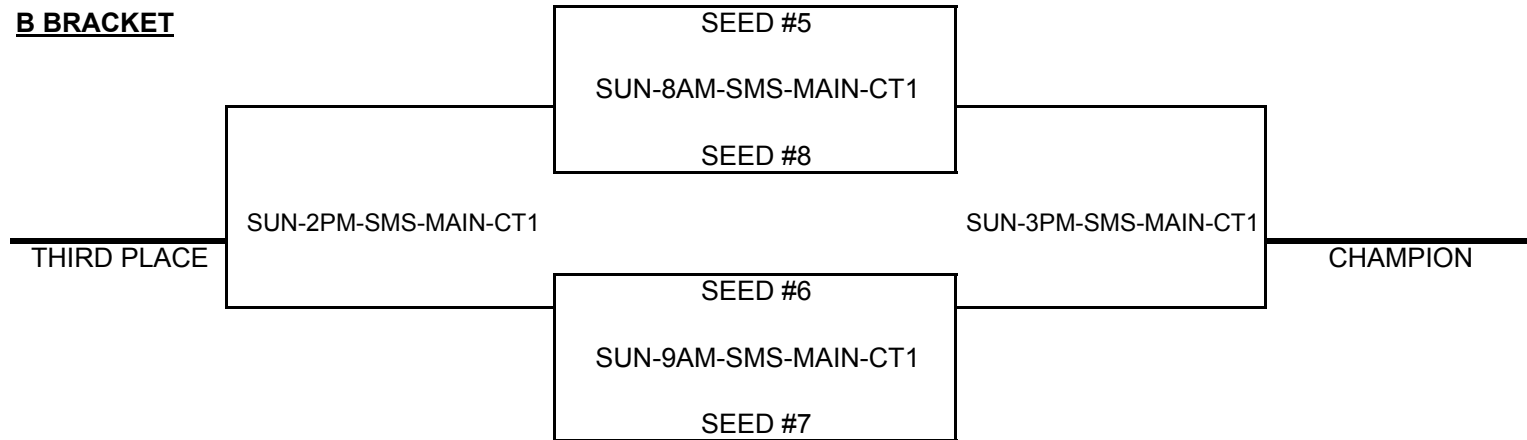 B BRACKET
SEED #5
SUN-8AM-SMS-MAIN-CT1
SEED #8
SUN-2PM-SMS-MAIN-CT1
SUN-3PM-SMS-MAIN-CT1
THIRD PLACE
CHAMPION
SEED #6
SUN-9AM-SMS-MAIN-CT1
SEED #7